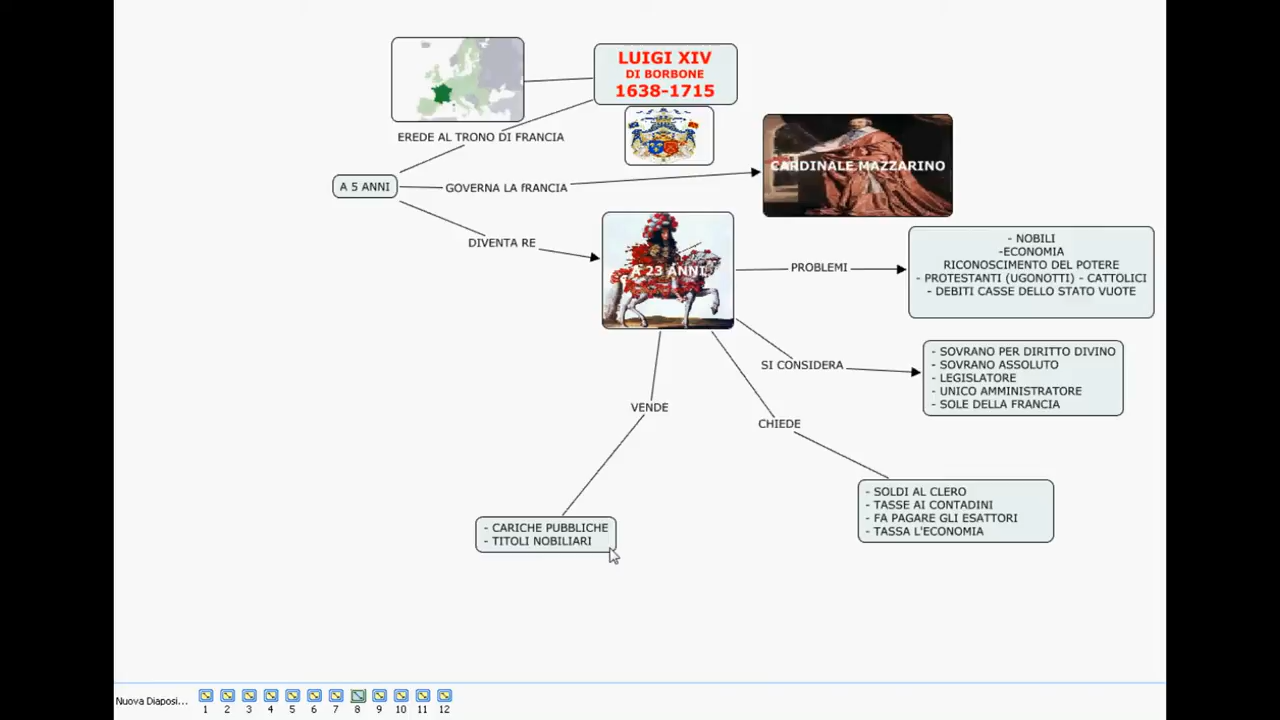 LUIGI XIV
DI BORBONE
1638-1715
EREDE AL TRONO DI FRANCIA
A 5 ANNI
GOVERNA LA fRANCIA
CARDINALE MAZZARINO
DIVENTA RE
A 23 ANNI
PROBLEMI
- NOBILI
-ECONOMIA
RICONOSCIMENTO DEL POTERE
- PROTESTANTI (UGONOTTI) - CATTOLICI
- DEBITI CASSE DELLO STATO VUOTE
SI CONSIDERA
- SOVRANO PER DIRITTO DIVINO
- SOVRANO ASSOLUTO
- LEGISLATORE
- UNICO AMMINISTRATORE
- SOLE DELLA FRANCIA
VENDE
CHIEDE
- SOLDI AL CLERO
- TASSE AI CONTADINI
- FA PAGARE GLI ESATTORI
- TASSA L'ECONOMIA
- CARICHE PUBBLICHE
- TITOLI NOBILIARI
Nuova Diaposi...
1 2 3 4 5 6 7 8 9 10 11 12